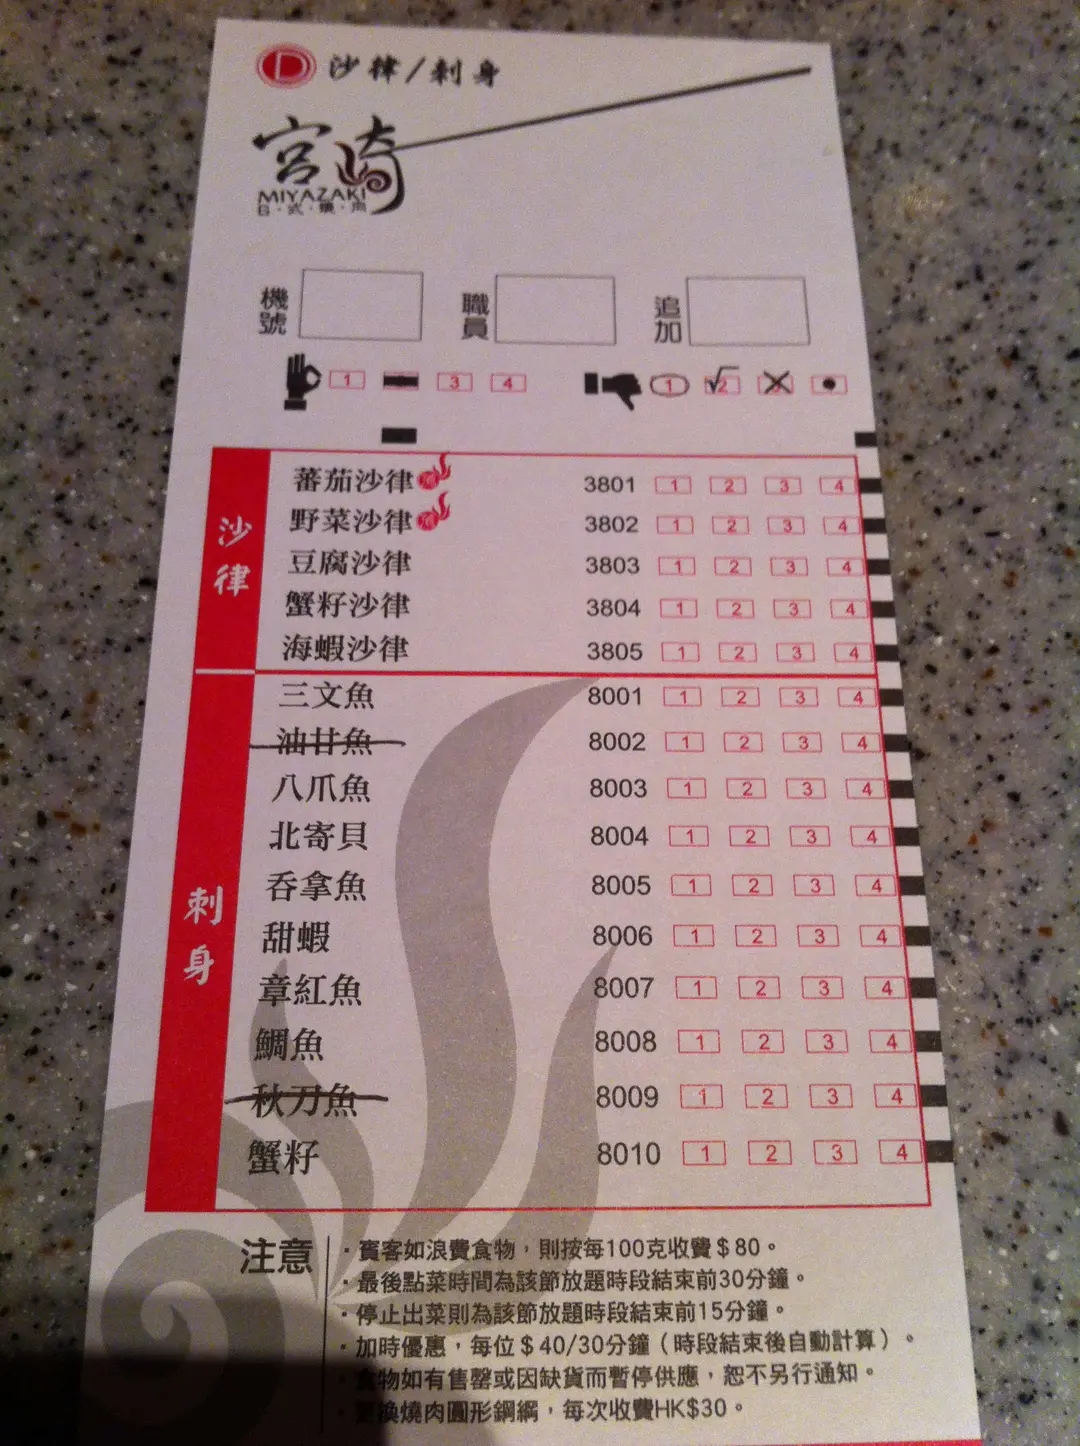 D 沙律/刺身
宮崎
MIYAZAKI
日·式·燒·肉
機號 職員 追加
1 3 4 1 2
沙律
蕃茄沙律 3801 1 2 3 4
野菜沙律 3802 1 2 3 4
豆腐沙律 3803 1 2 3 4
蟹籽沙律 3804 1 2 3 4
海蝦沙律 3805 1 2 3 4
刺身
三文魚 8001 1 2 3 4
油甘魚 8002 1 2 3 4
八爪魚 8003 1 2 3 4
北寄貝 8004 1 2 3 4
吞拿魚 8005 1 2 3 4
甜蝦 8006 1 2 3 4
章紅魚 8007 1 2 3 4
鯛魚 8008 1 2 3 4
秋刀魚 8009 1 2 3 4
蟹籽 8010 1 2 3 4
注意
·賓客如浪費食物，則按每100克收費＄80。
·最後點菜時間為該節放題時段結束前30分鐘。
·停止出菜則為該節放題時段結束前15分鐘。
·加時優惠，每位＄40/30分鐘（時段結束後自動計算）。
·食物如有售罄或因缺貨而暫停供應，恕不另行通知。
·更換燒肉圓形鋼網，每次收費HK$30。